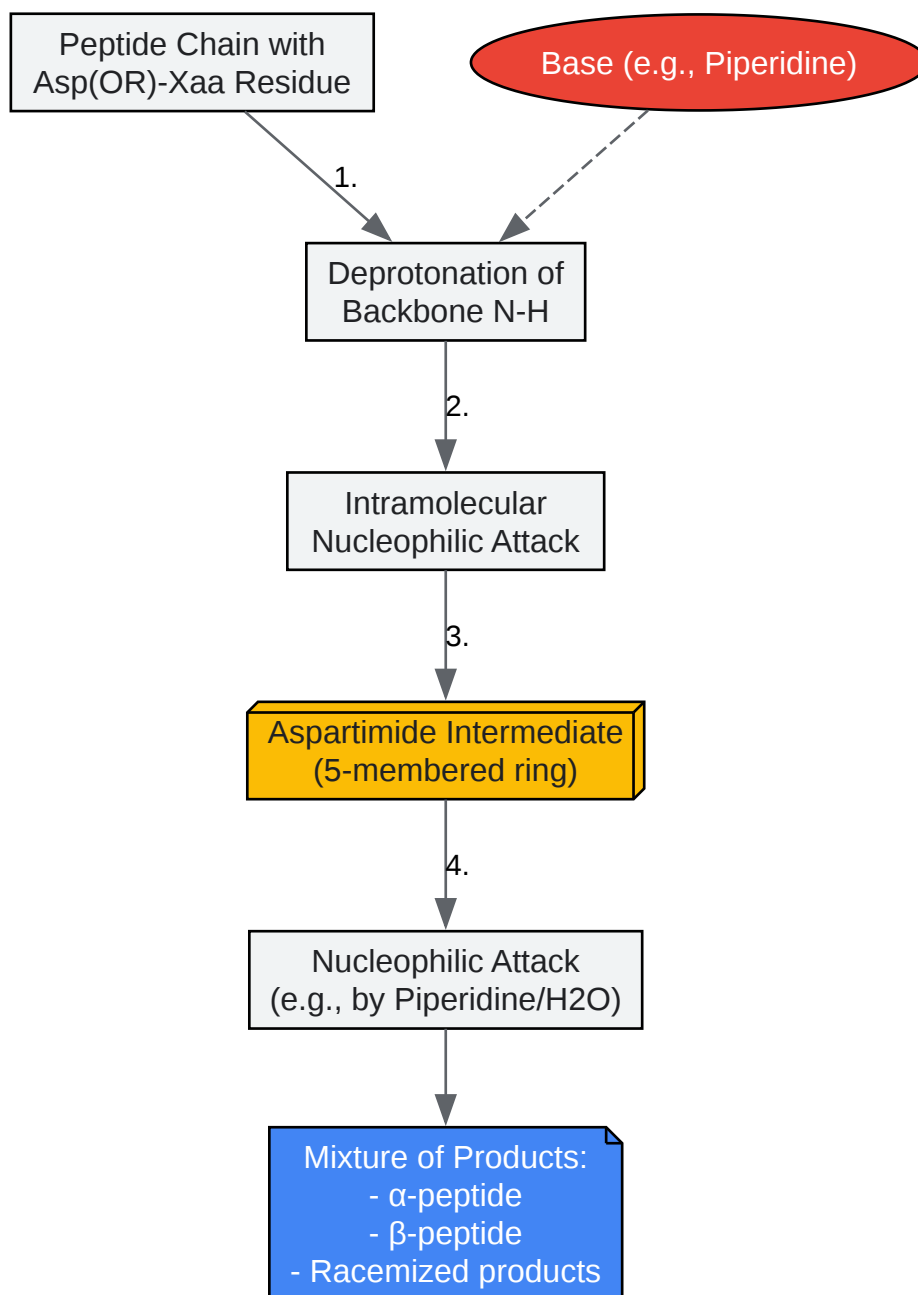 Peptide Chain with
Asp(OR)-Xaa Residue
Base (e.g., Piperidine)
1.
Deprotonation of
Backbone N-H
2.
Intramolecular
Nucleophilic Attack
3.
Aspartimide Intermediate
(5-membered ring)
4.
Nucleophilic Attack
(e.g., by Piperidine/H2O)
Mixture of Products:
- α-peptide
- β-peptide
- Racemized products